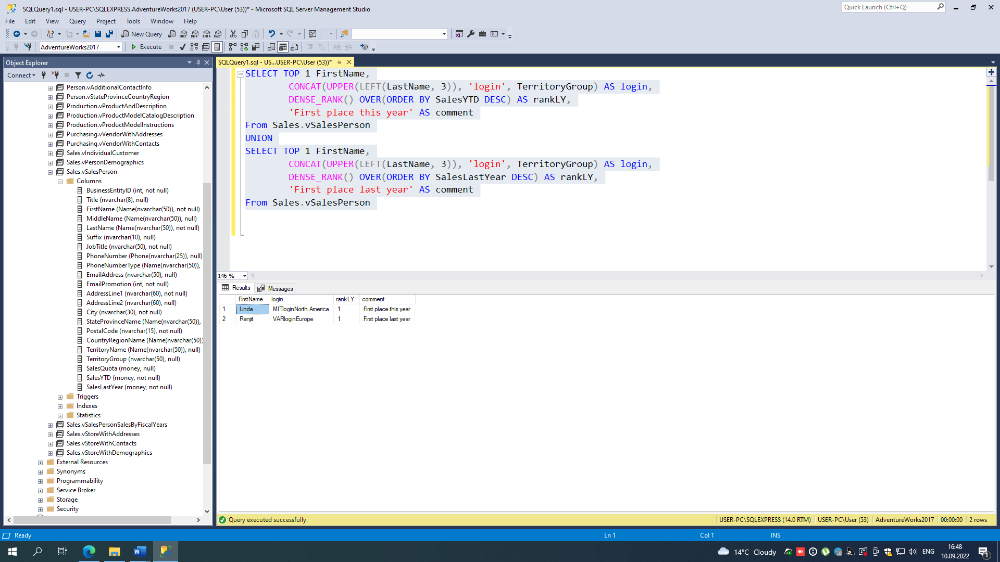 SQLQuery1.sql - USER-PC\SQLEXPRESS.AdventureWorks2017 (USER-PC\User (53))* - Microsoft SQL Server Management Studio
Quick Launch (Ctrl+Q)
File Edit View Query Project Tools Window Help
New Query
MDX DMX XMLA DAX
AdventureWorks2017
Execute
Object Explorer
Connect
Person.vAdditionalContactInfo
Person.vStateProvinceCountryRegion
Production.vProductAndDescription
Production.vProductModelCatalogDescription
Production.vProductModelInstructions
Purchasing.vVendorWithAddresses
Purchasing.vVendorWithContacts
Sales.vIndividualCustomer
Sales.vPersonDemographics
Sales.vSalesPerson
Columns
BusinessEntityID (int, not null)
Title (nvarchar(8), null)
FirstName (Name(nvarchar(50)), not null)
MiddleName (Name(nvarchar(50)), null)
LastName (Name(nvarchar(50)), not null)
Suffix (nvarchar(10), null)
JobTitle (nvarchar(50), not null)
PhoneNumber (Phone(nvarchar(25)), null)
PhoneNumberType (Name(nvarchar(50)),
EmailAddress (nvarchar(50), null)
EmailPromotion (int, not null)
AddressLine1 (nvarchar(60), not null)
AddressLine2 (nvarchar(60), null)
City (nvarchar(30), not null)
StateProvinceName (Name(nvarchar(50)),
PostalCode (nvarchar(15), not null)
CountryRegionName (Name(nvarchar(50))
TerritoryName (Name(nvarchar(50)), null)
TerritoryGroup (nvarchar(50), null)
SalesQuota (money, null)
SalesYTD (money, not null)
SalesLastYear (money, not null)
Triggers
Indexes
Statistics
Sales.vSalesPersonSalesByFiscalYears
Sales.vStoreWithAddresses
Sales.vStoreWithContacts
Sales.vStoreWithDemographics
External Resources
Synonyms
Programmability
Service Broker
Storage
Security
SQLQuery1.sql - US...USER-PC\User (53))*
SELECT TOP 1 FirstName,
CONCAT(UPPER(LEFT(LastName, 3)), 'login', TerritoryGroup) AS login,
DENSE_RANK() OVER(ORDER BY SalesYTD DESC) AS rankLY,
'First place this year' AS comment
From Sales.vSalesPerson
UNION
SELECT TOP 1 FirstName,
CONCAT(UPPER(LEFT(LastName, 3)), 'login', TerritoryGroup) AS login,
DENSE_RANK() OVER(ORDER BY SalesLastYear DESC) AS rankLY,
'First place last year' AS comment
From Sales.vSalesPerson
146 %
Results Messages
FirstName login rankLY comment
1 Linda MITloginNorth America 1 First place this year
2 Ranjit VARloginEurope 1 First place last year
Query executed successfully.
USER-PC\SQLEXPRESS (14.0 RTM) USER-PC\User (53) AdventureWorks2017 00:00:00 2 rows
Ready
Ln 1 Col 1 INS
14°C Cloudy
ENG
16:48
10.09.2022
1